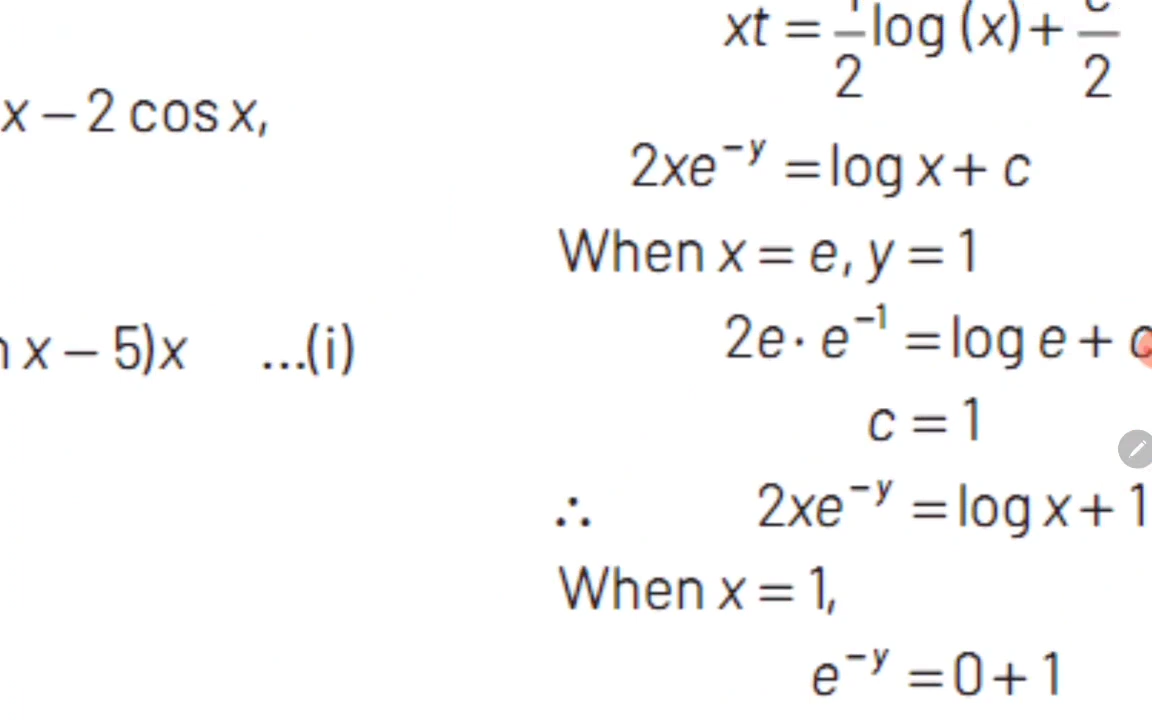 x – 2 cos x,
n x – 5)x ...(i)
xt = 1/2 log (x) + c/2
2xe^–y = log x + c
When x = e, y = 1
2e · e^–1 = log e + c
c = 1
∴ 2xe^–y = log x + 1
When x = 1,
e^–y = 0 + 1